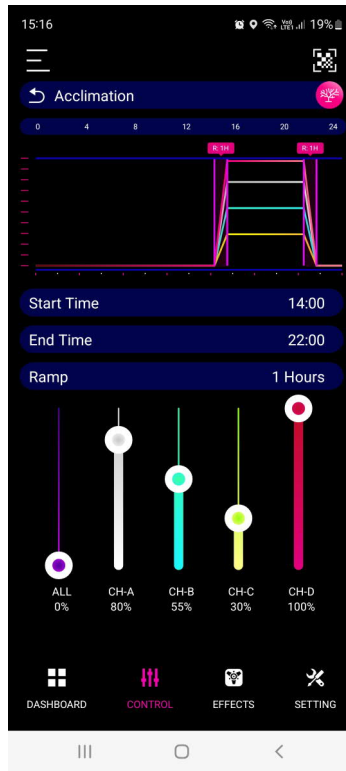 15:16 Vo)) LTE1 19%
Acclimation
0 4 8 12 16 20 24
R: 1H R: 1H
Start Time 14:00
End Time 22:00
Ramp 1 Hours
ALL CH-A CH-B CH-C CH-D
0% 80% 55% 30% 100%
DASHBOARD CONTROL EFFECTS SETTING